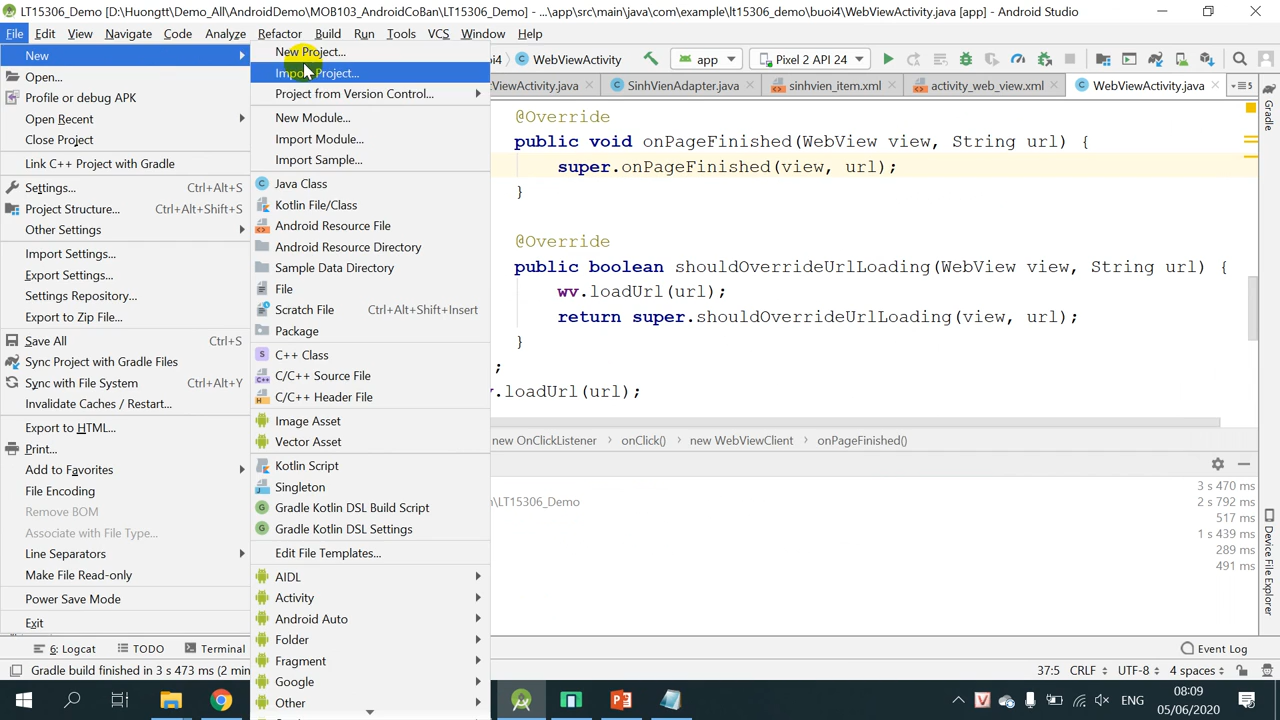 LT15306_Demo [D:\Huongtt\Demo_All\AndroidDemo\MOB103_AndroidCoBan\LT15306_Demo] - ...\app\src\main\java\com\example\lt15306_demo\buoi4\WebViewActivity.java [app] - Android Studio
File Edit View Navigate Code Analyze Refactor Build Run Tools VCS Window Help
WebViewActivity app Pixel 2 API 24
ViewActivity.java SinhVienAdapter.java sinhvien_item.xml activity_web_view.xml WebViewActivity.java
New
Open...
Profile or debug APK
Open Recent
Close Project
Link C++ Project with Gradle
Settings... Ctrl+Alt+S
Project Structure... Ctrl+Alt+Shift+S
Other Settings
Import Settings...
Export Settings...
Settings Repository...
Export to Zip File...
Save All Ctrl+S
Sync Project with Gradle Files
Sync with File System Ctrl+Alt+Y
Invalidate Caches / Restart...
Export to HTML...
Print...
Add to Favorites
File Encoding
Remove BOM
Associate with File Type...
Line Separators
Make File Read-only
Power Save Mode
Exit
New Project...
Import Project...
Project from Version Control...
New Module...
Import Module...
Import Sample...
Java Class
Kotlin File/Class
Android Resource File
Android Resource Directory
Sample Data Directory
File
Scratch File Ctrl+Alt+Shift+Insert
Package
C++ Class
C/C++ Source File
C/C++ Header File
Image Asset
Vector Asset
Kotlin Script
Singleton
Gradle Kotlin DSL Build Script
Gradle Kotlin DSL Settings
Edit File Templates...
AIDL
Activity
Android Auto
Folder
Fragment
Google
Other
@Override
public void onPageFinished(WebView view, String url) {
super.onPageFinished(view, url);
}
@Override
public boolean shouldOverrideUrlLoading(WebView view, String url) {
wv.loadUrl(url);
return super.shouldOverrideUrlLoading(view, url);
}
;
.loadUrl(url);
new OnClickListener onClick() new WebViewClient onPageFinished()
\LT15306_Demo
3 s 470 ms
2 s 792 ms
517 ms
1 s 439 ms
289 ms
491 ms
Gradle
Device File Explorer
6: Logcat TODO Terminal Event Log
Gradle build finished in 3 s 473 ms (2 min 37:5 CRLF UTF-8 4 spaces
ENG
08:09
05/06/2020